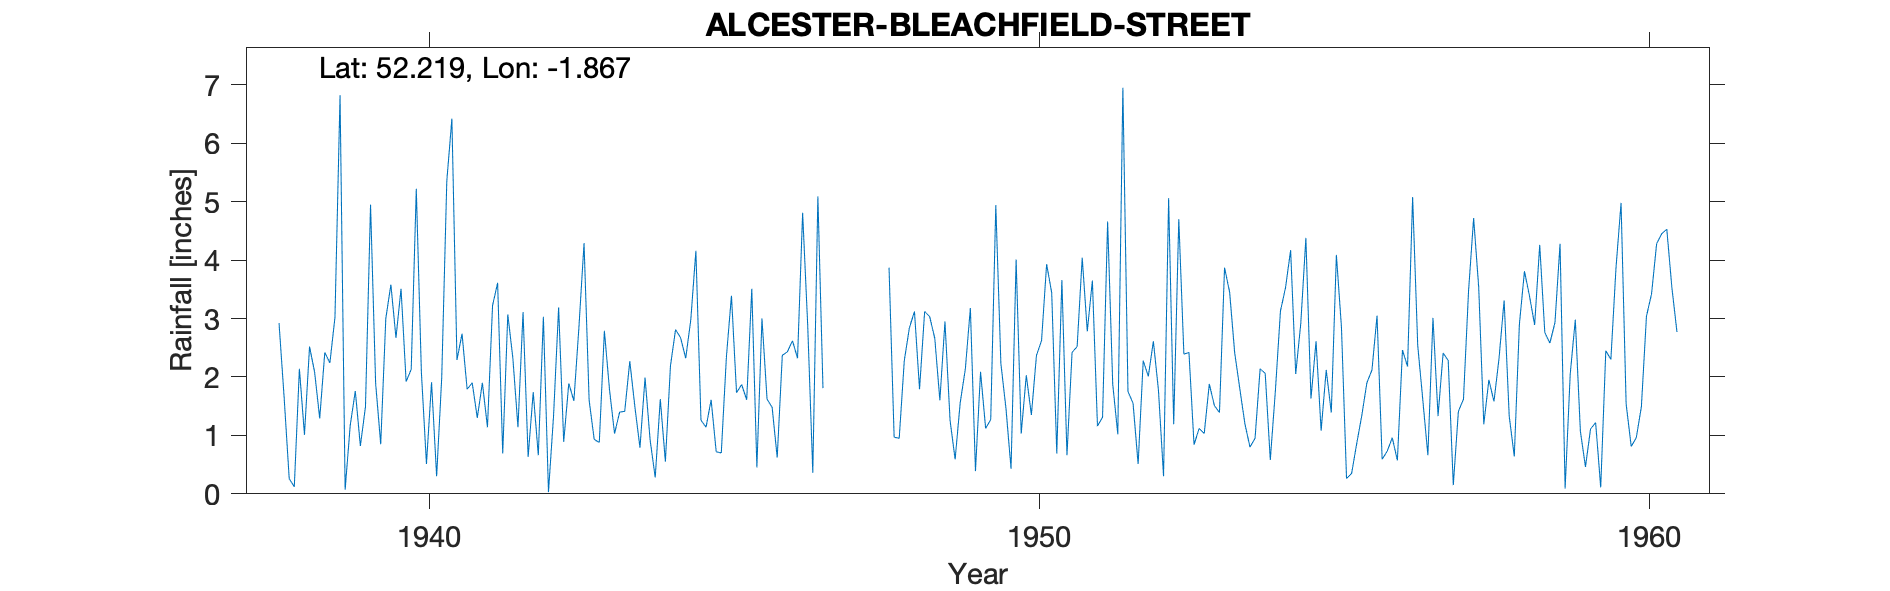 ALCESTER-BLEACHFIELD-STREET
Lat: 52.219, Lon: -1.867
7
6
5
4
3
2
1
0
Rainfall [inches]
1940 1950 1960
Year